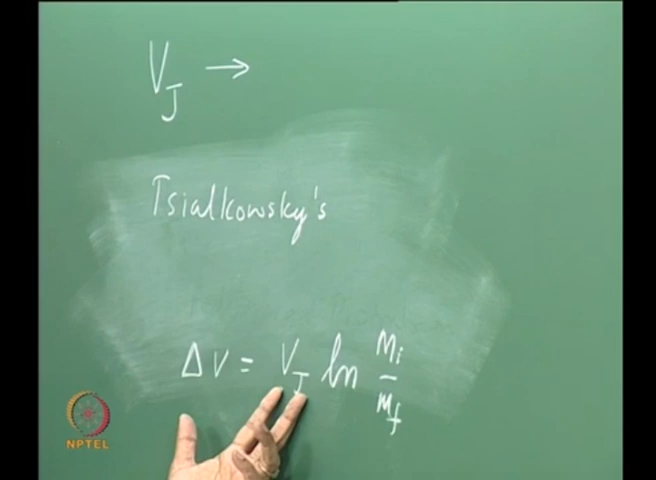 V_J →
Tsialkowsky's
ΔV = V_J ln M_i / M_f
NPTEL